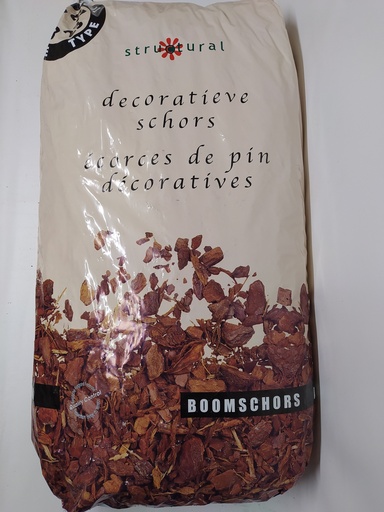 TYPE
structural
decoratieve
schors
écorces de pin
décoratives
BOOMSCHORS